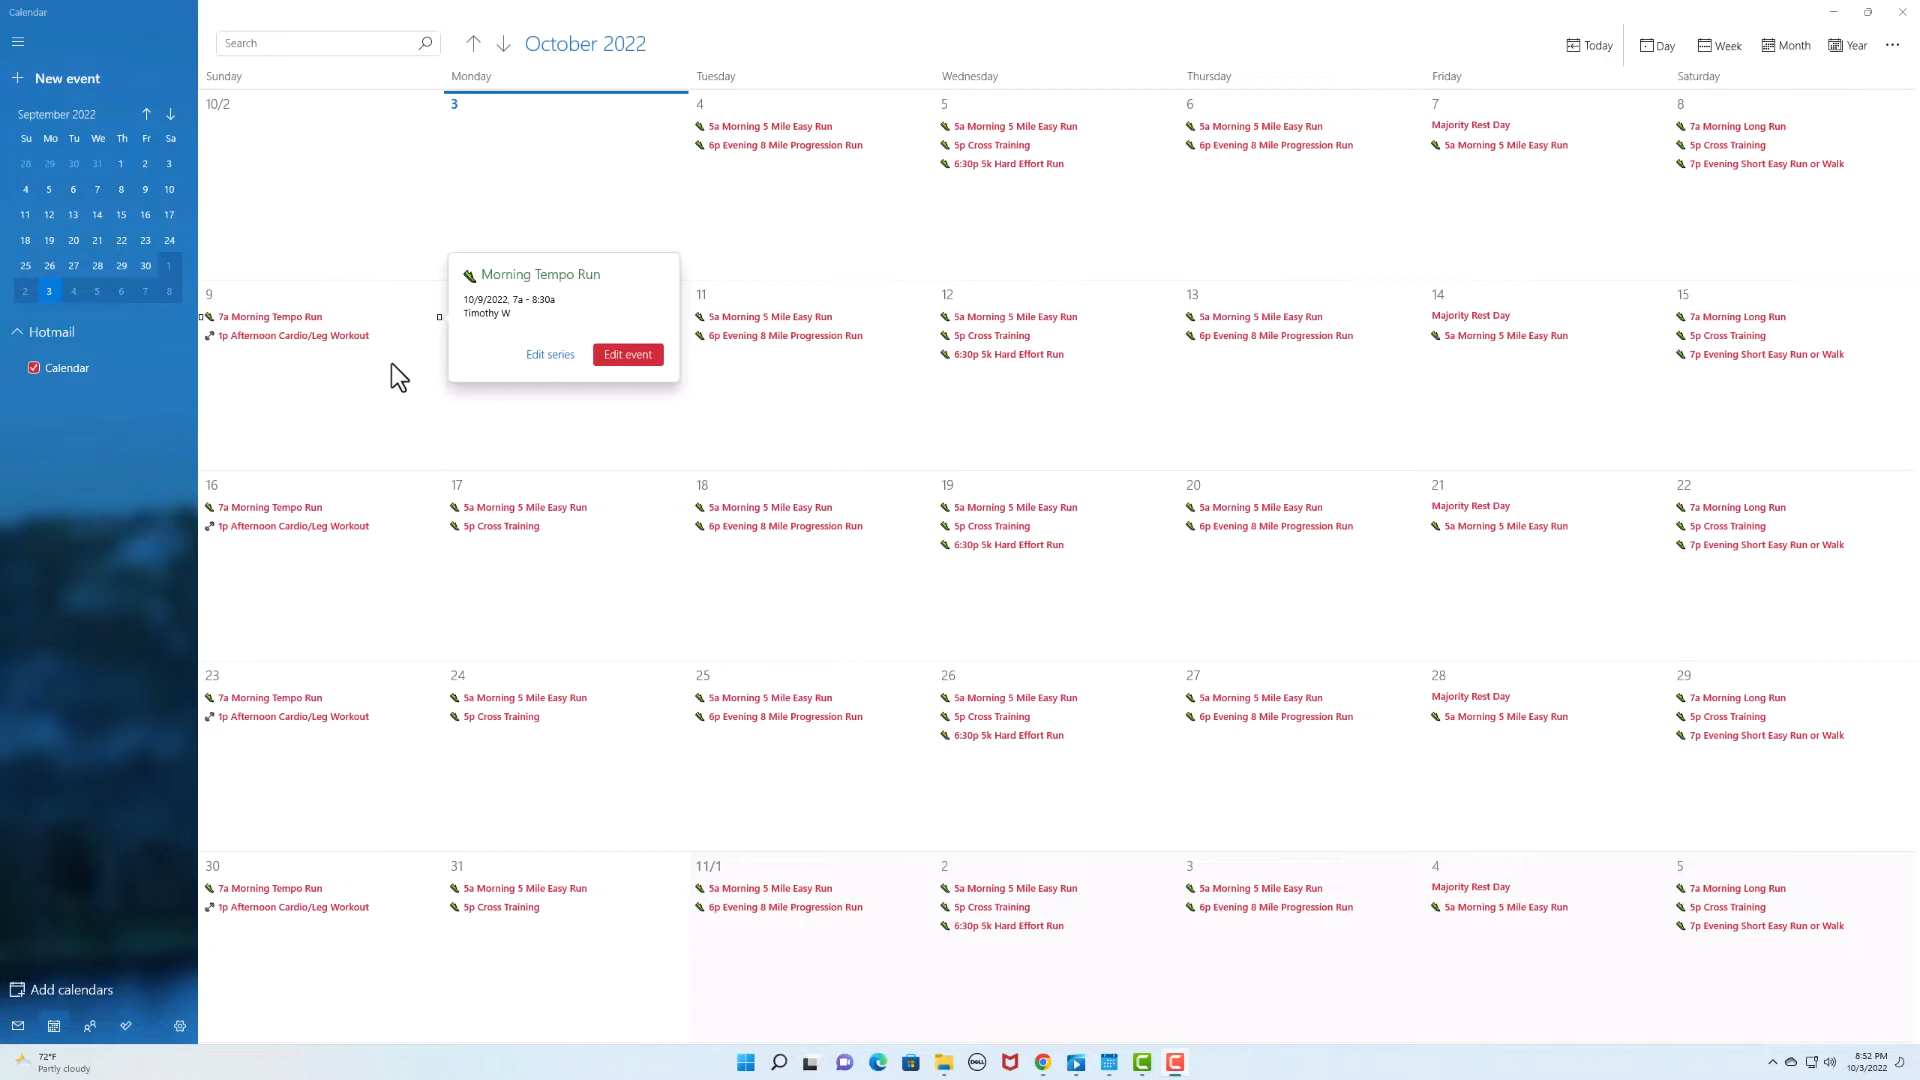 Calendar
Search
October 2022
Today
Day
Week
Month
Year
New event
September 2022
Su Mo Tu We Th Fr Sa
28 29 30 31 1 2 3
4 5 6 7 8 9 10
11 12 13 14 15 16 17
18 19 20 21 22 23 24
25 26 27 28 29 30 1
2 3 4 5 6 7 8
Hotmail
Calendar
Add calendars
Sunday Monday Tuesday Wednesday Thursday Friday Saturday
10/2
3
4
5a Morning 5 Mile Easy Run
6p Evening 8 Mile Progression Run
5
5a Morning 5 Mile Easy Run
5p Cross Training
6:30p 5k Hard Effort Run
6
5a Morning 5 Mile Easy Run
6p Evening 8 Mile Progression Run
7
Majority Rest Day
5a Morning 5 Mile Easy Run
8
7a Morning Long Run
5p Cross Training
7p Evening Short Easy Run or Walk
9
7a Morning Tempo Run
1p Afternoon Cardio/Leg Workout
Morning Tempo Run
10/9/2022, 7a - 8:30a
Timothy W
Edit series
Edit event
11
5a Morning 5 Mile Easy Run
6p Evening 8 Mile Progression Run
12
5a Morning 5 Mile Easy Run
5p Cross Training
6:30p 5k Hard Effort Run
13
5a Morning 5 Mile Easy Run
6p Evening 8 Mile Progression Run
14
Majority Rest Day
5a Morning 5 Mile Easy Run
15
7a Morning Long Run
5p Cross Training
7p Evening Short Easy Run or Walk
16
7a Morning Tempo Run
1p Afternoon Cardio/Leg Workout
17
5a Morning 5 Mile Easy Run
5p Cross Training
18
5a Morning 5 Mile Easy Run
6p Evening 8 Mile Progression Run
19
5a Morning 5 Mile Easy Run
5p Cross Training
6:30p 5k Hard Effort Run
20
5a Morning 5 Mile Easy Run
6p Evening 8 Mile Progression Run
21
Majority Rest Day
5a Morning 5 Mile Easy Run
22
7a Morning Long Run
5p Cross Training
7p Evening Short Easy Run or Walk
23
7a Morning Tempo Run
1p Afternoon Cardio/Leg Workout
24
5a Morning 5 Mile Easy Run
5p Cross Training
25
5a Morning 5 Mile Easy Run
6p Evening 8 Mile Progression Run
26
5a Morning 5 Mile Easy Run
5p Cross Training
6:30p 5k Hard Effort Run
27
5a Morning 5 Mile Easy Run
6p Evening 8 Mile Progression Run
28
Majority Rest Day
5a Morning 5 Mile Easy Run
29
7a Morning Long Run
5p Cross Training
7p Evening Short Easy Run or Walk
30
7a Morning Tempo Run
1p Afternoon Cardio/Leg Workout
31
5a Morning 5 Mile Easy Run
5p Cross Training
11/1
5a Morning 5 Mile Easy Run
6p Evening 8 Mile Progression Run
2
5a Morning 5 Mile Easy Run
5p Cross Training
6:30p 5k Hard Effort Run
3
5a Morning 5 Mile Easy Run
6p Evening 8 Mile Progression Run
4
Majority Rest Day
5a Morning 5 Mile Easy Run
5
7a Morning Long Run
5p Cross Training
7p Evening Short Easy Run or Walk
72°F
Partly cloudy
DELL
8:52 PM
10/3/2022